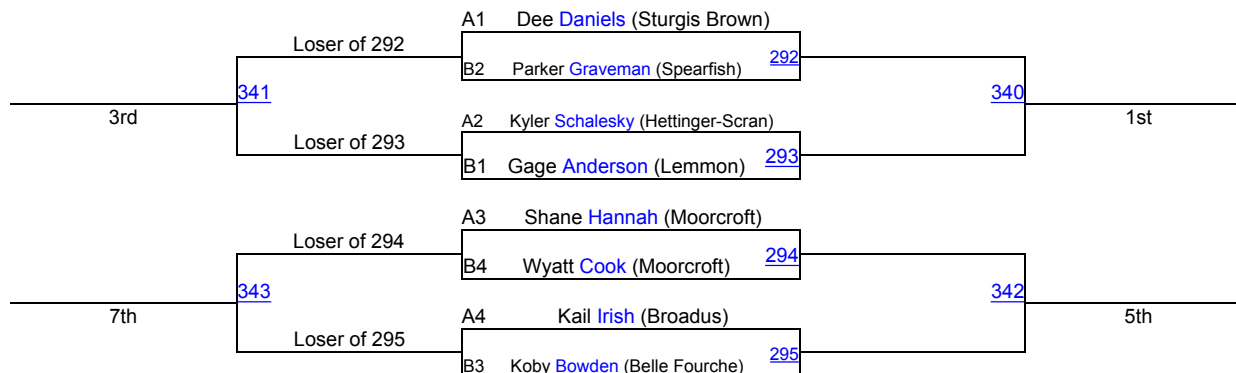 A1 Dee Daniels (Sturgis Brown)
Loser of 292
292
B2 Parker Graveman (Spearfish)
341
340
3rd
A2 Kyler Schalesky (Hettinger-Scran)
1st
Loser of 293
293
B1 Gage Anderson (Lemmon)
A3 Shane Hannah (Moorcroft)
Loser of 294
294
B4 Wyatt Cook (Moorcroft)
343
342
7th
A4 Kail Irish (Broadus)
5th
Loser of 295
295
B3 Koby Bowden (Belle Fourche)